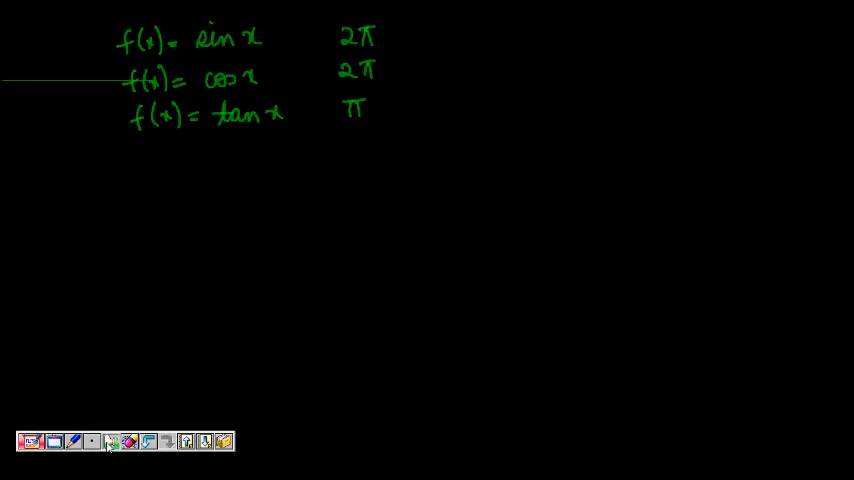 f(x) = sin x 2π
f(x) = cos x 2π
f(x) = tan x π